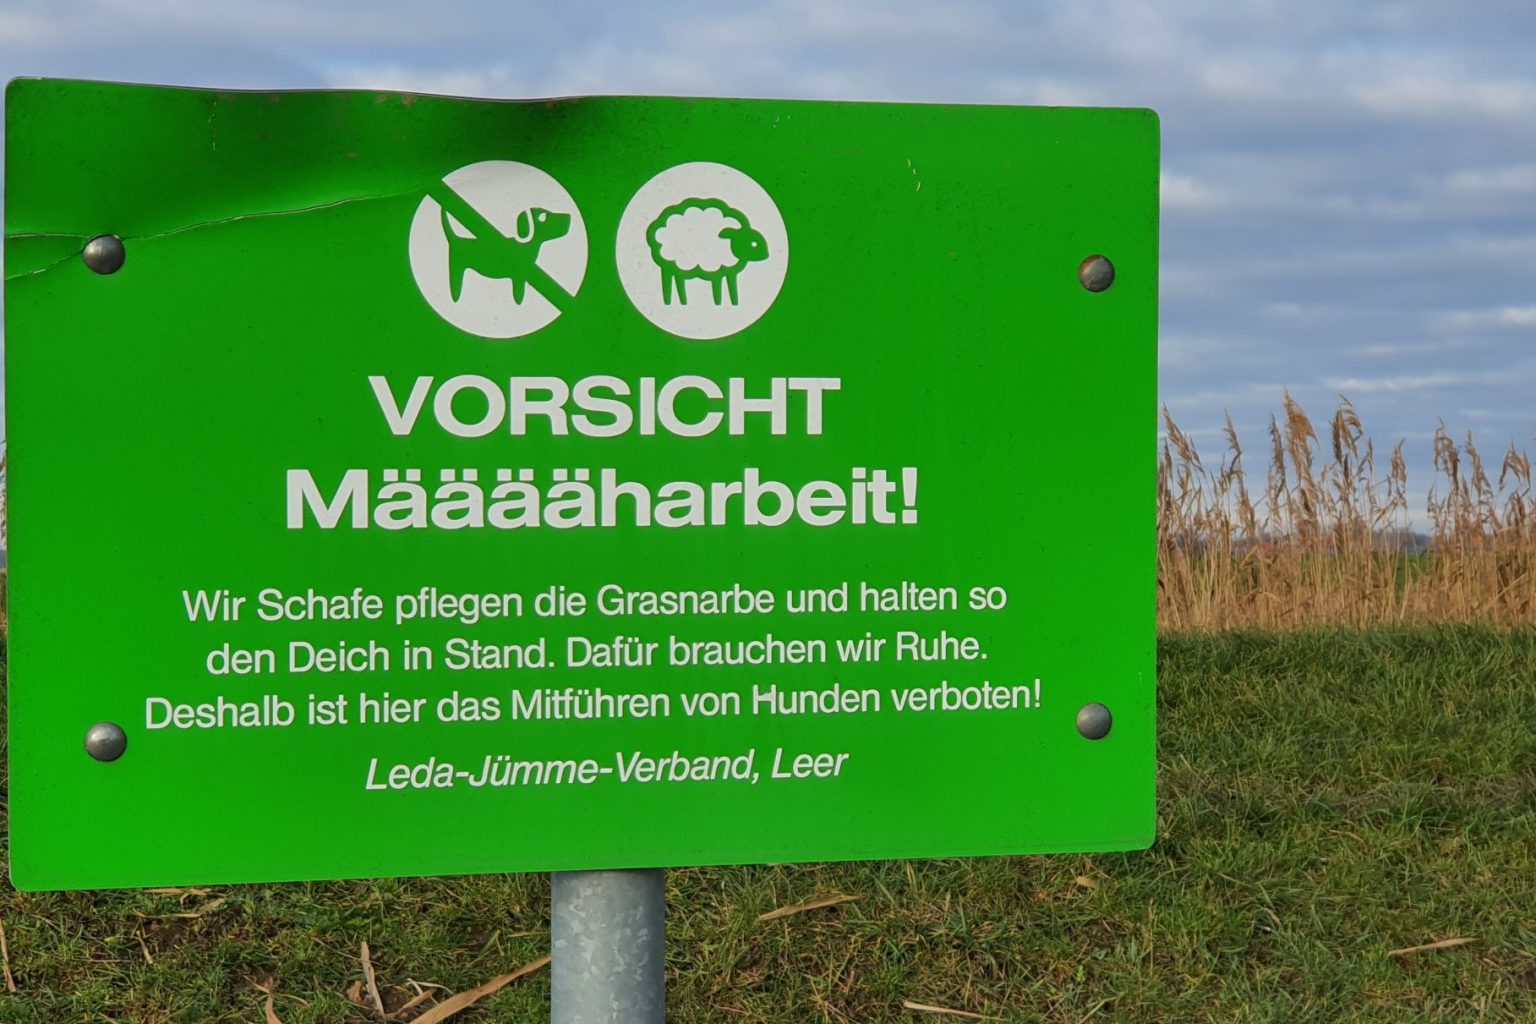 VORSICHT
Määäähärbeit!
Wir Schafe pflegen die Grasnarbe und halten so
den Deich in Stand. Dafür brauchen wir Ruhe.
Deshalb ist hier das Mitführen von Hunden verboten!
Leda-Jümme-Verband, Leer